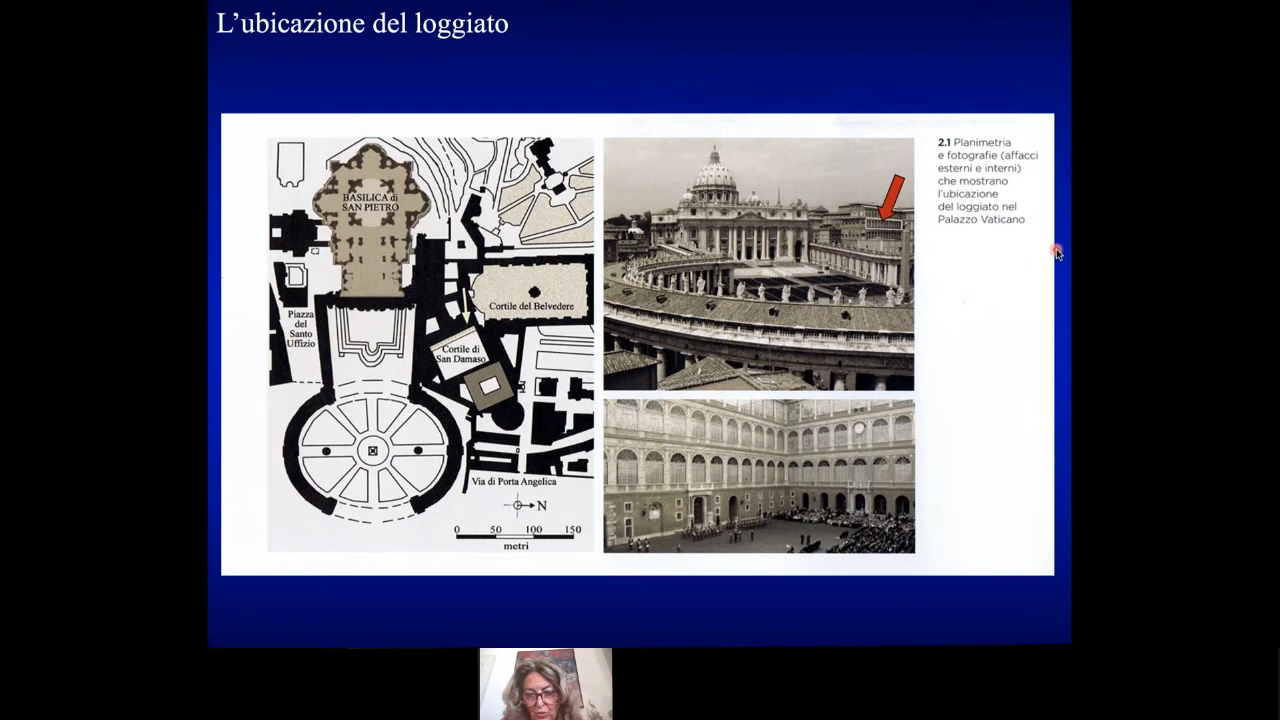 L’ubicazione del loggiato
BASILICA di
SAN PIETRO
Piazza
del
Santo
Uffizio
Cortile del Belvedere
Cortile di
San Damaso
Via di Porta Angelica
N
0 50 100 150
metri
2.1 Planimetria
e fotografie (affacci
esterni e interni)
che mostrano
l’ubicazione
del loggiato nel
Palazzo Vaticano